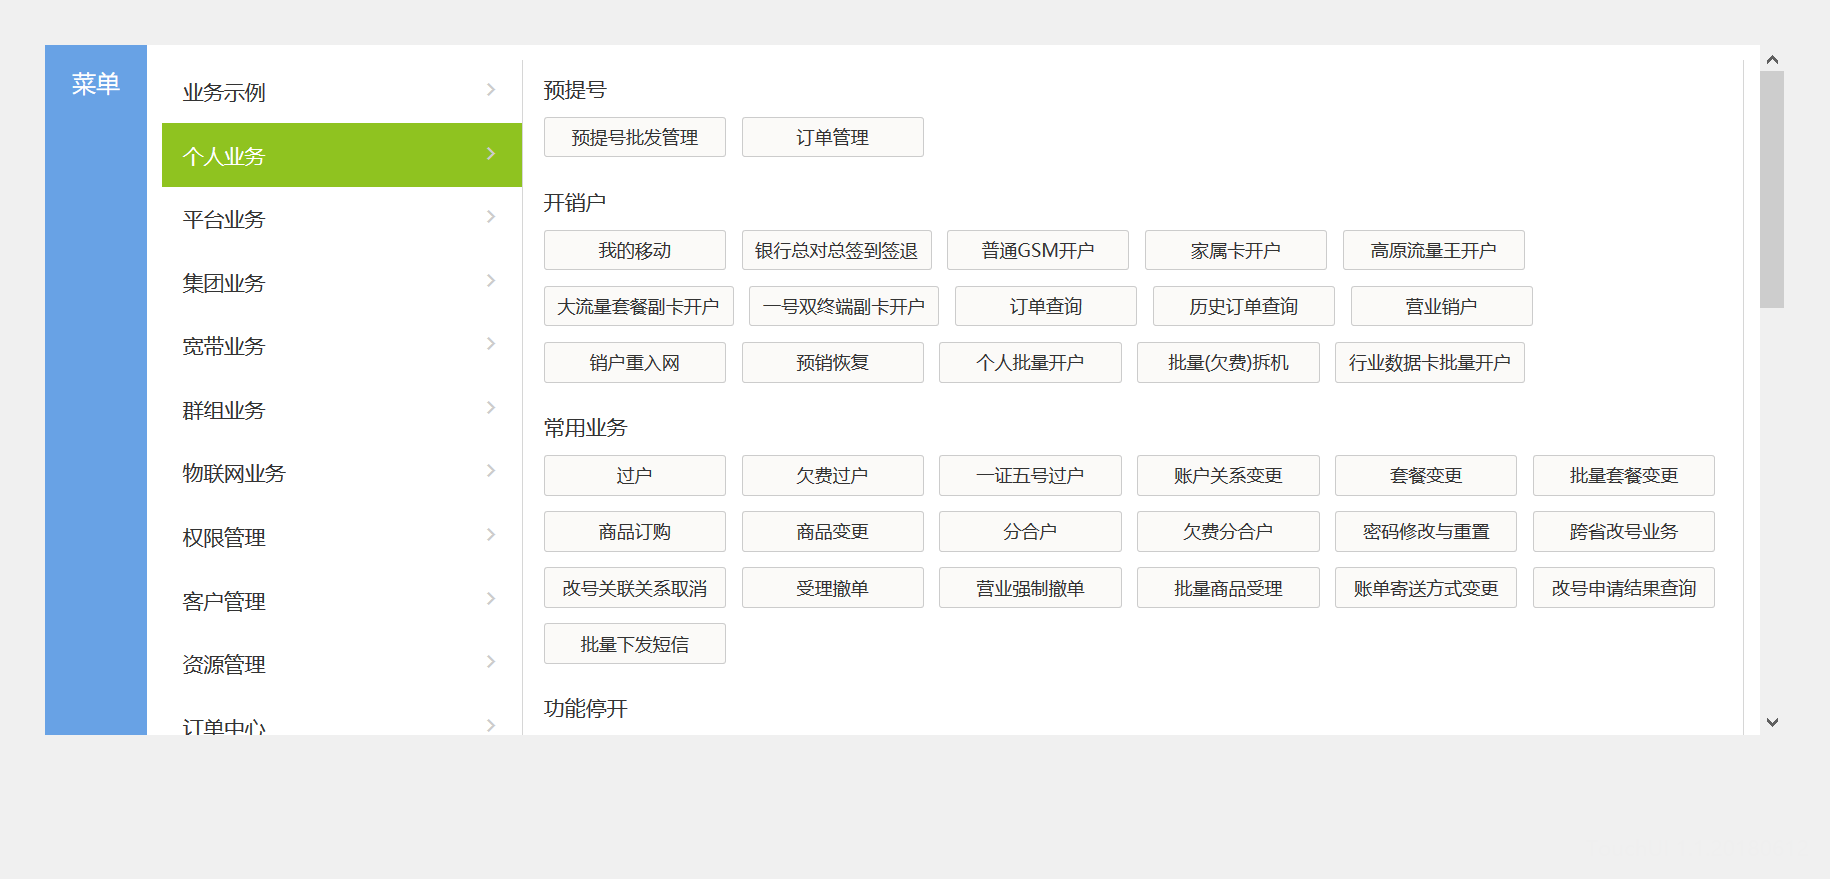 菜单
业务示例
个人业务
平台业务
集团业务
宽带业务
群组业务
物联网业务
权限管理
客户管理
资源管理
订单中心
预提号
预提号批发管理 订单管理
开销户
我的移动 银行总对总签到签退 普通GSM开户 家属卡开户 高原流量王开户
大流量套餐副卡开户 一号双终端副卡开户 订单查询 历史订单查询 营业销户
销户重入网 预销恢复 个人批量开户 批量(欠费)拆机 行业数据卡批量开户
常用业务
过户 欠费过户 一证五号过户 账户关系变更 套餐变更 批量套餐变更
商品订购 商品变更 分合户 欠费分合户 密码修改与重置 跨省改号业务
改号关联关系取消 受理撤单 营业强制撤单 批量商品受理 账单寄送方式变更 改号申请结果查询
批量下发短信
功能停开